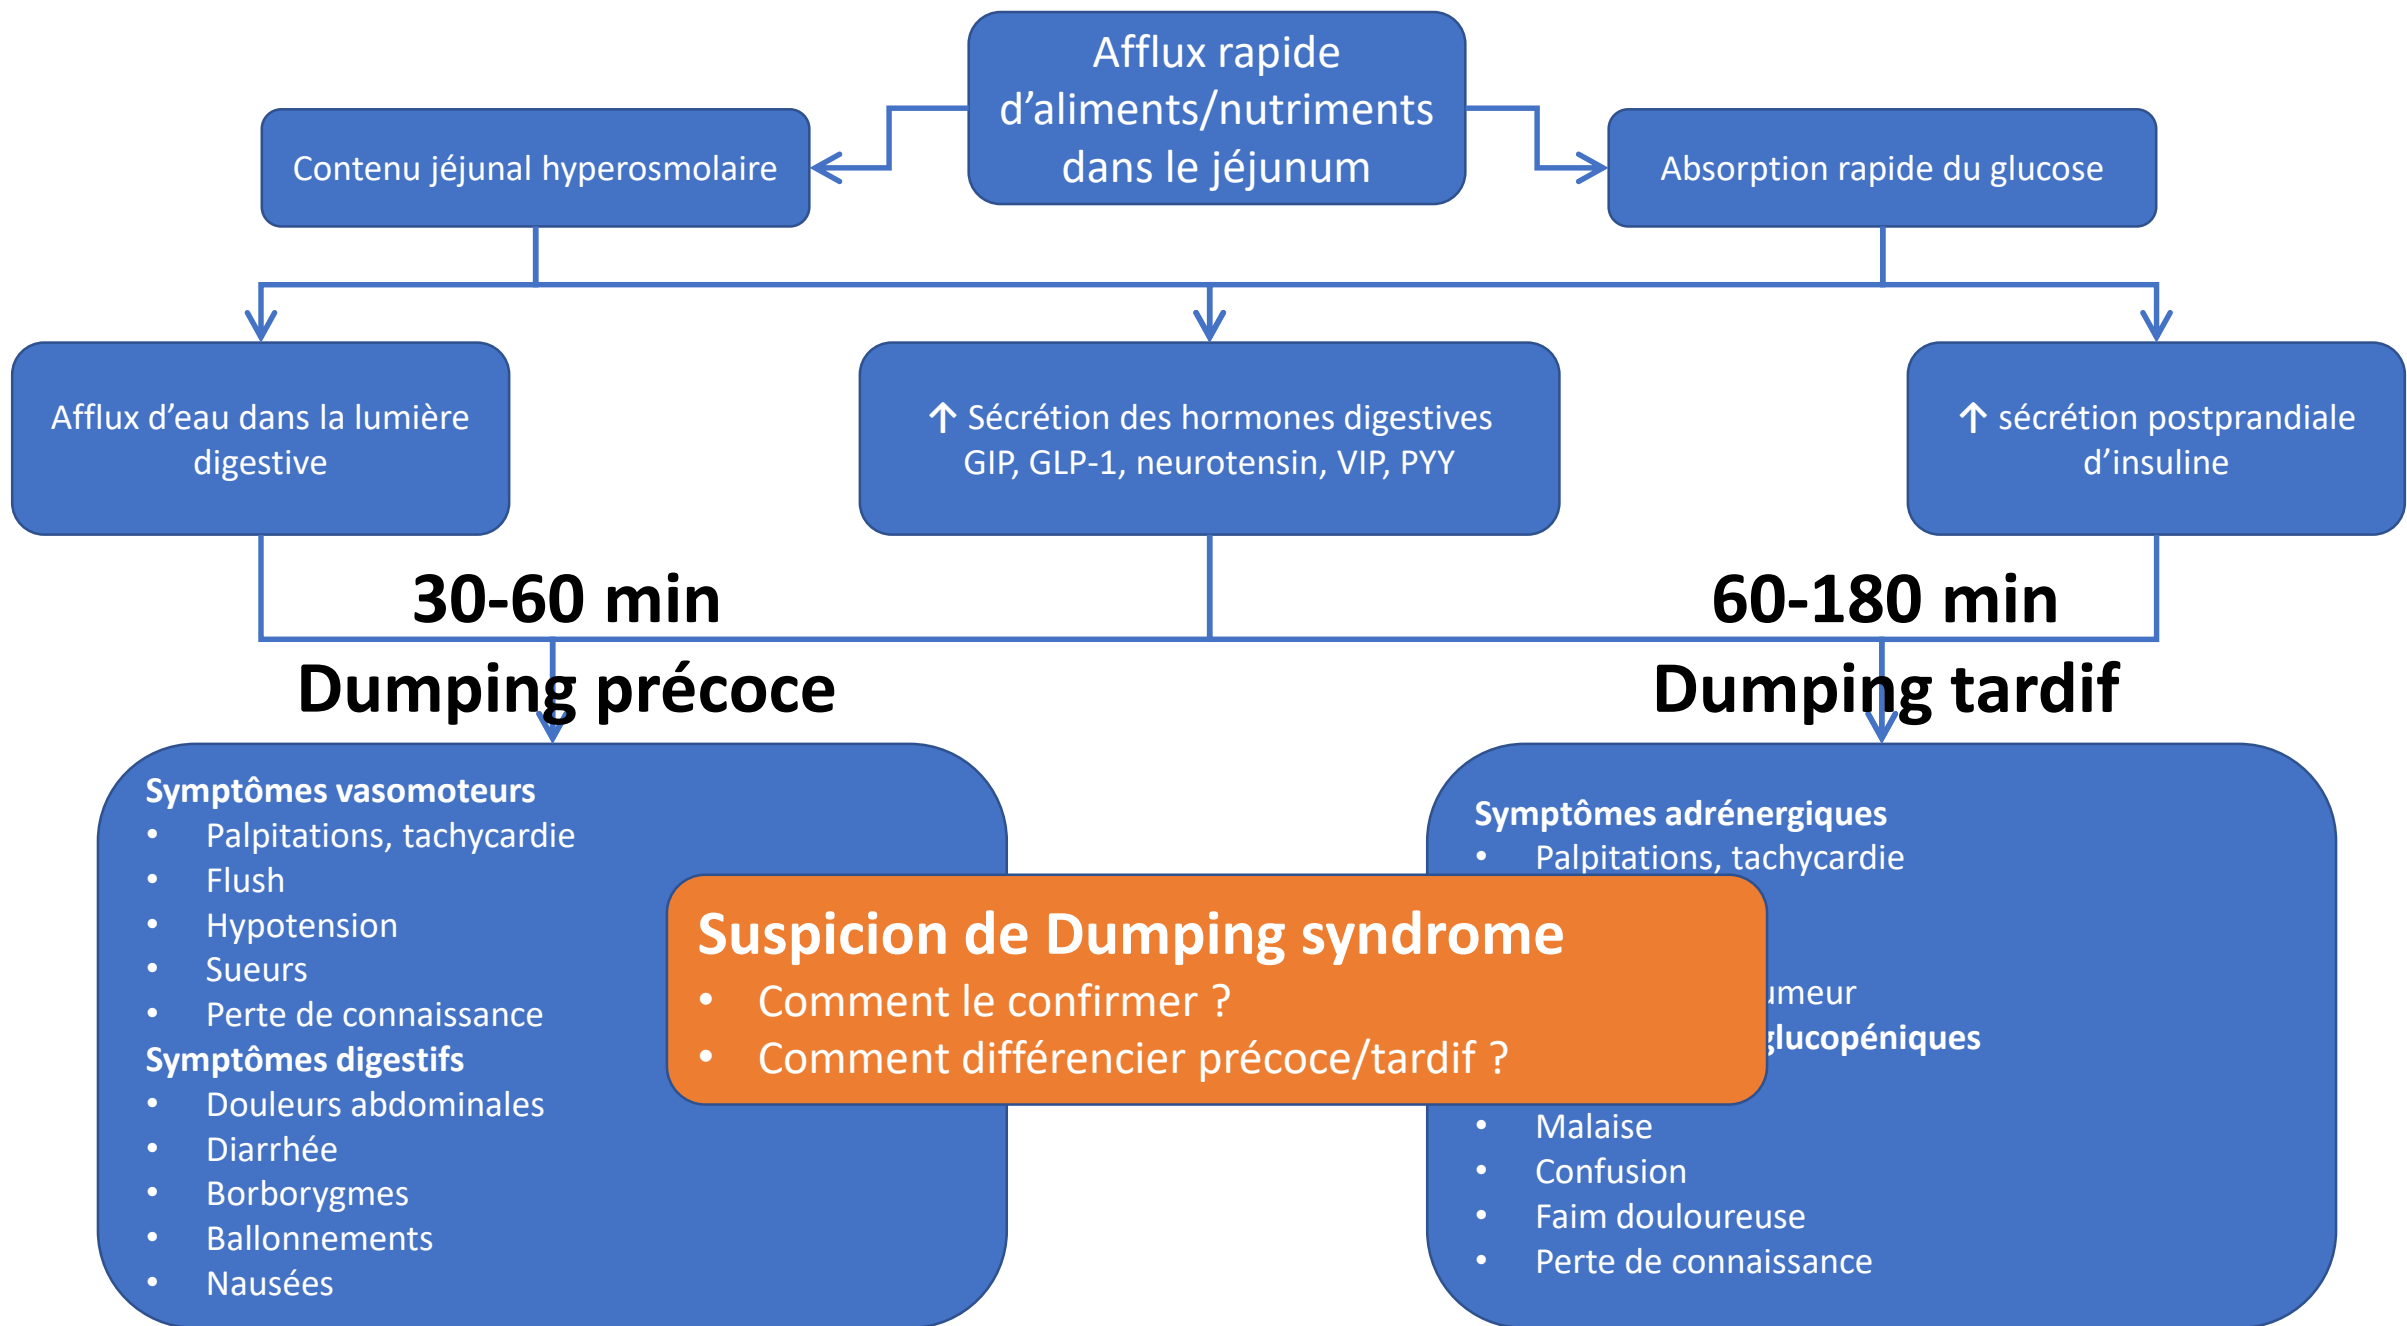 Afflux rapide
d’aliments/nutriments
dans le jéjunum
Contenu jéjunal hyperosmolaire
Absorption rapide du glucose
Afflux d’eau dans la lumière
digestive
↑ Sécrétion des hormones digestives
GIP, GLP-1, neurotensin, VIP, PYY
↑ sécrétion postprandiale
d’insuline
30-60 min
Dumping précoce
60-180 min
Dumping tardif
Symptômes vasomoteurs
• Palpitations, tachycardie
• Flush
• Hypotension
• Sueurs
• Perte de connaissance
Symptômes digestifs
• Douleurs abdominales
• Diarrhée
• Borborygmes
• Ballonnements
• Nausées
Suspicion de Dumping syndrome
• Comment le confirmer ?
• Comment différencier précoce/tardif ?
Symptômes adrénergiques
• Palpitations, tachycardie
glucopéniques
• Malaise
• Confusion
• Faim douloureuse
• Perte de connaissance